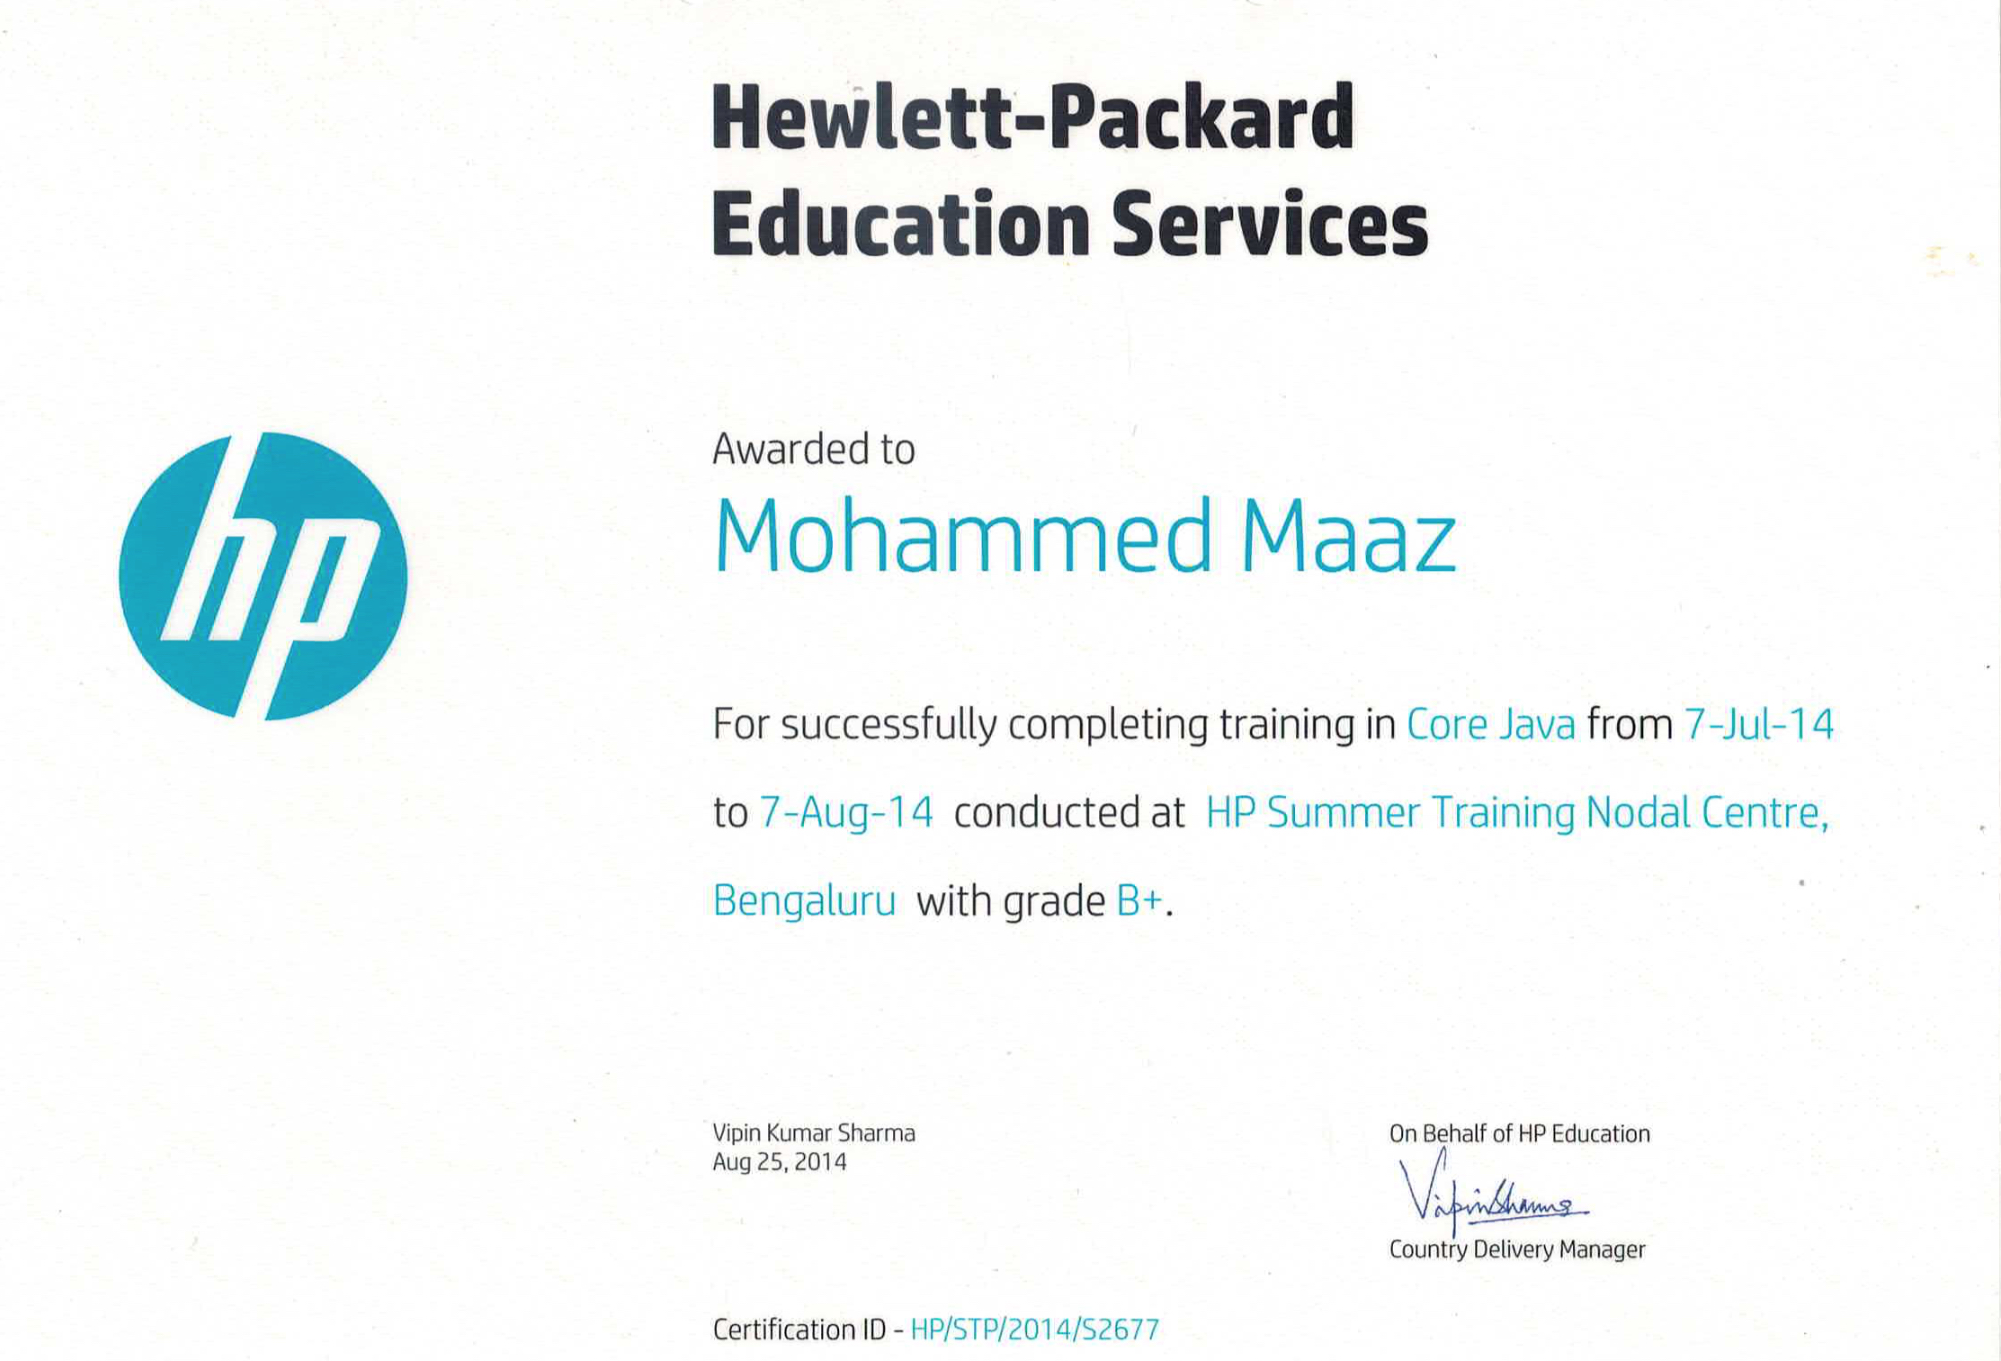 Hewlett-Packard
Education Services
hp
Awarded to
Mohammed Maaz
For successfully completing training in Core Java from 7-Jul-14
to 7-Aug-14 conducted at HP Summer Training Nodal Centre,
Bengaluru with grade B+.
Vipin Kumar Sharma
Aug 25, 2014
On Behalf of HP Education
Vipin Sharma
Country Delivery Manager
Certification ID - HP/STP/2014/S2677